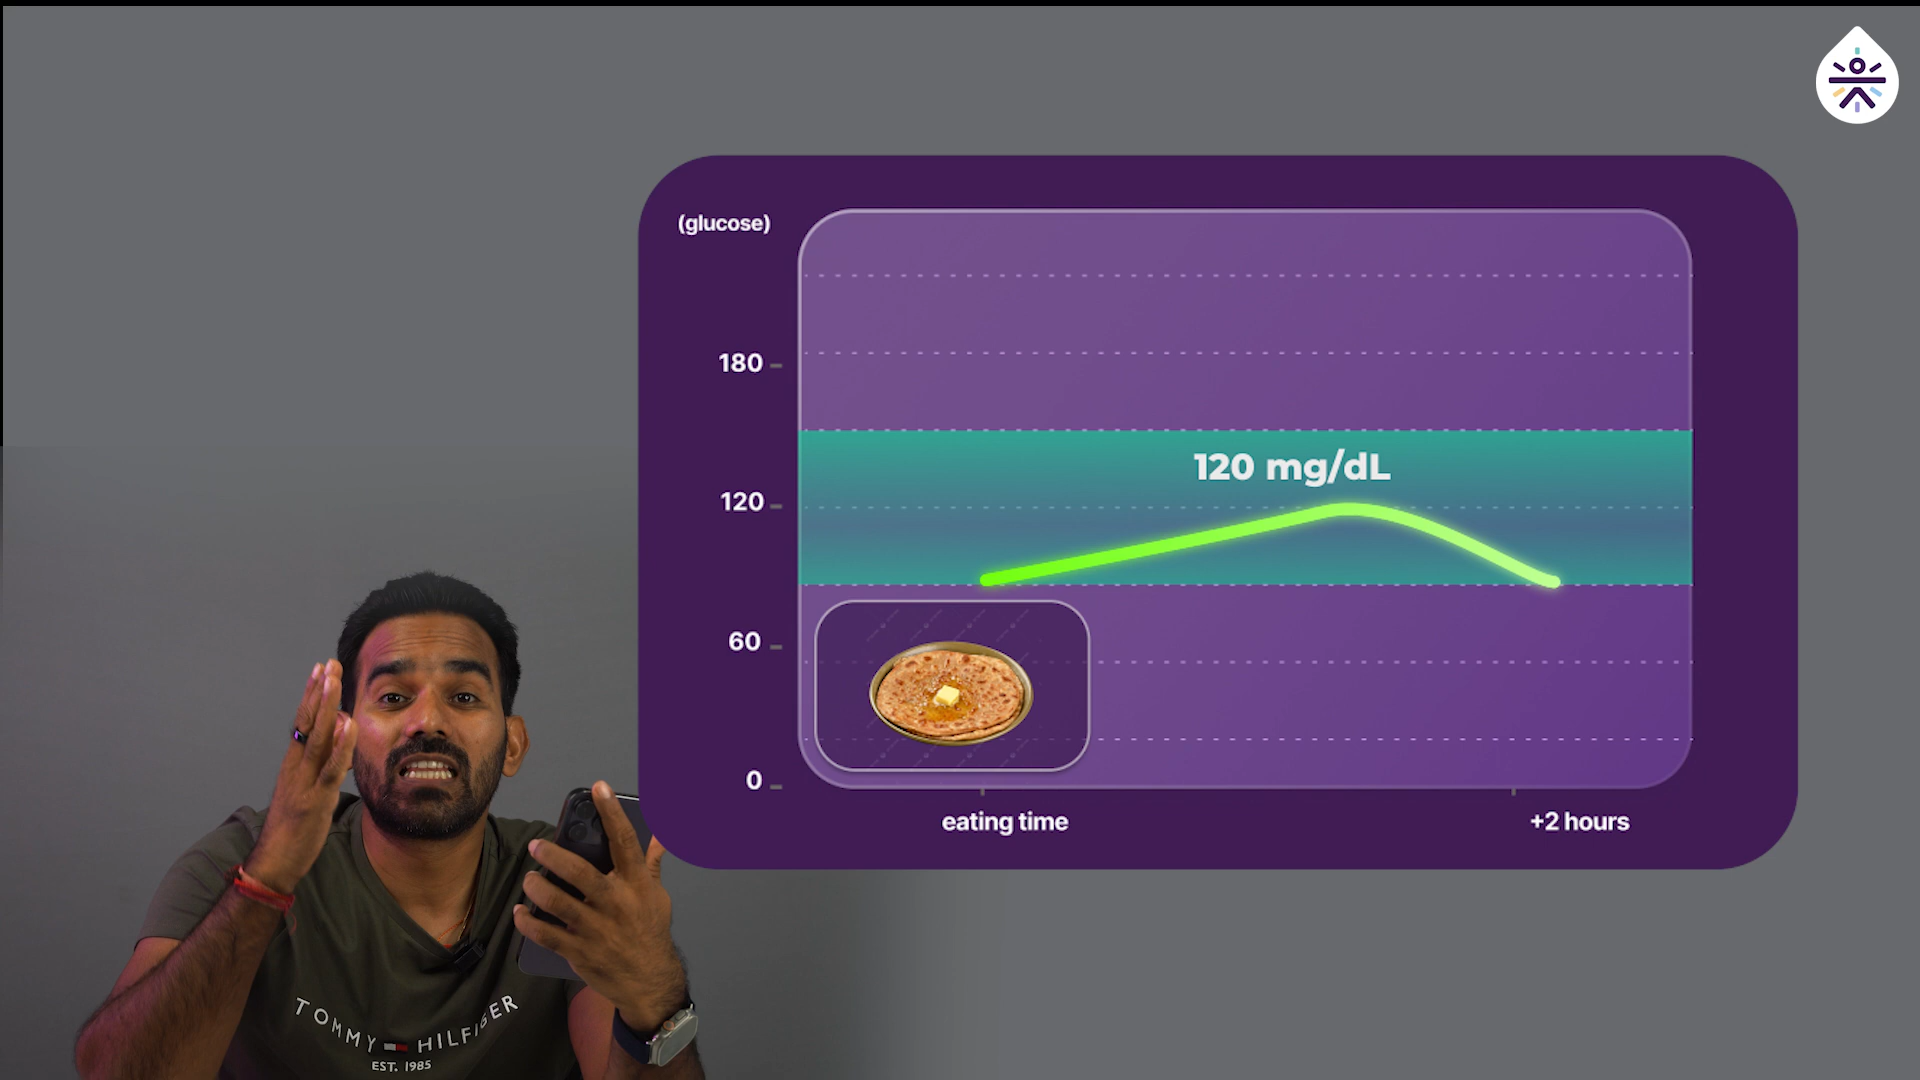 (glucose)
180
120 mg/dL
120
60
0
eating time
+2 hours
TOMMY HILFIGER
EST. 1985